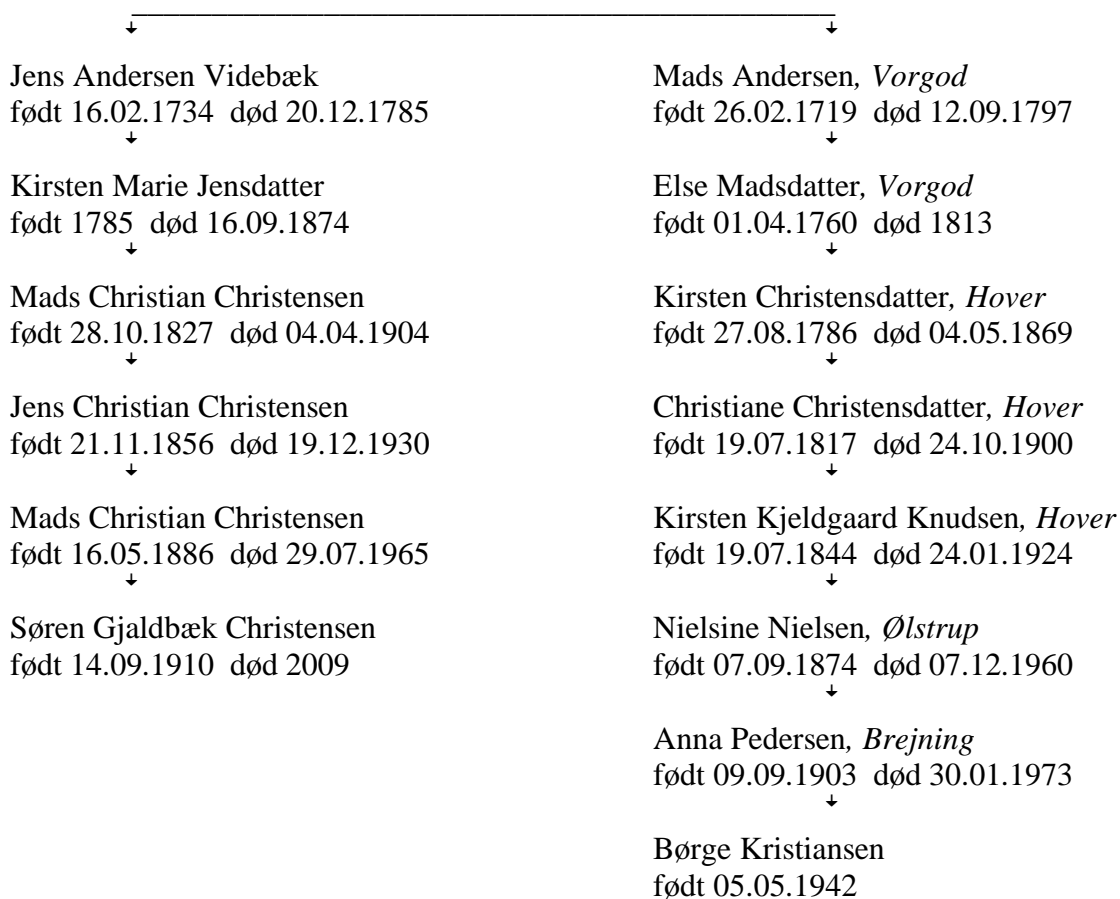 Jens Andersen Videbæk
født 16.02.1734 død 20.12.1785
Kirsten Marie Jensdatter
født 1785 død 16.09.1874
Mads Christian Christensen
født 28.10.1827 død 04.04.1904
Jens Christian Christensen
født 21.11.1856 død 19.12.1930
Mads Christian Christensen
født 16.05.1886 død 29.07.1965
Søren Gjaldbæk Christensen
født 14.09.1910 død 2009
Mads Andersen, Vorgod
født 26.02.1719 død 12.09.1797
Else Madsdatter, Vorgod
født 01.04.1760 død 1813
Kirsten Christensdatter, Hover
født 27.08.1786 død 04.05.1869
Christiane Christensdatter, Hover
født 19.07.1817 død 24.10.1900
Kirsten Kjeldgaard Knudsen, Hover
født 19.07.1844 død 24.01.1924
Nielsine Nielsen, Ølstrup
født 07.09.1874 død 07.12.1960
Anna Pedersen, Brejning
født 09.09.1903 død 30.01.1973
Børge Kristiansen
født 05.05.1942